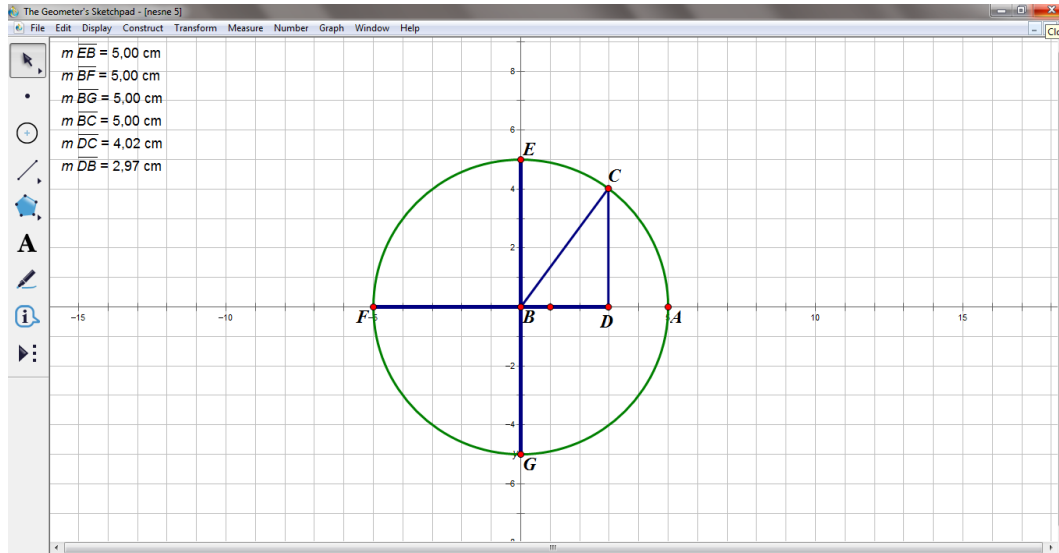 The Geometer's Sketchpad - [nesne 5]
File Edit Display Construct Transform Measure Number Graph Window Help
Clo
m EB = 5,00 cm
m BF = 5,00 cm
m BG = 5,00 cm
m BC = 5,00 cm
m DC = 4,02 cm
m DB = 2,97 cm
A
8
6
E
C
4
2
-15
-10
F
-5
B
D
A
10
15
-2
-4
G
-6